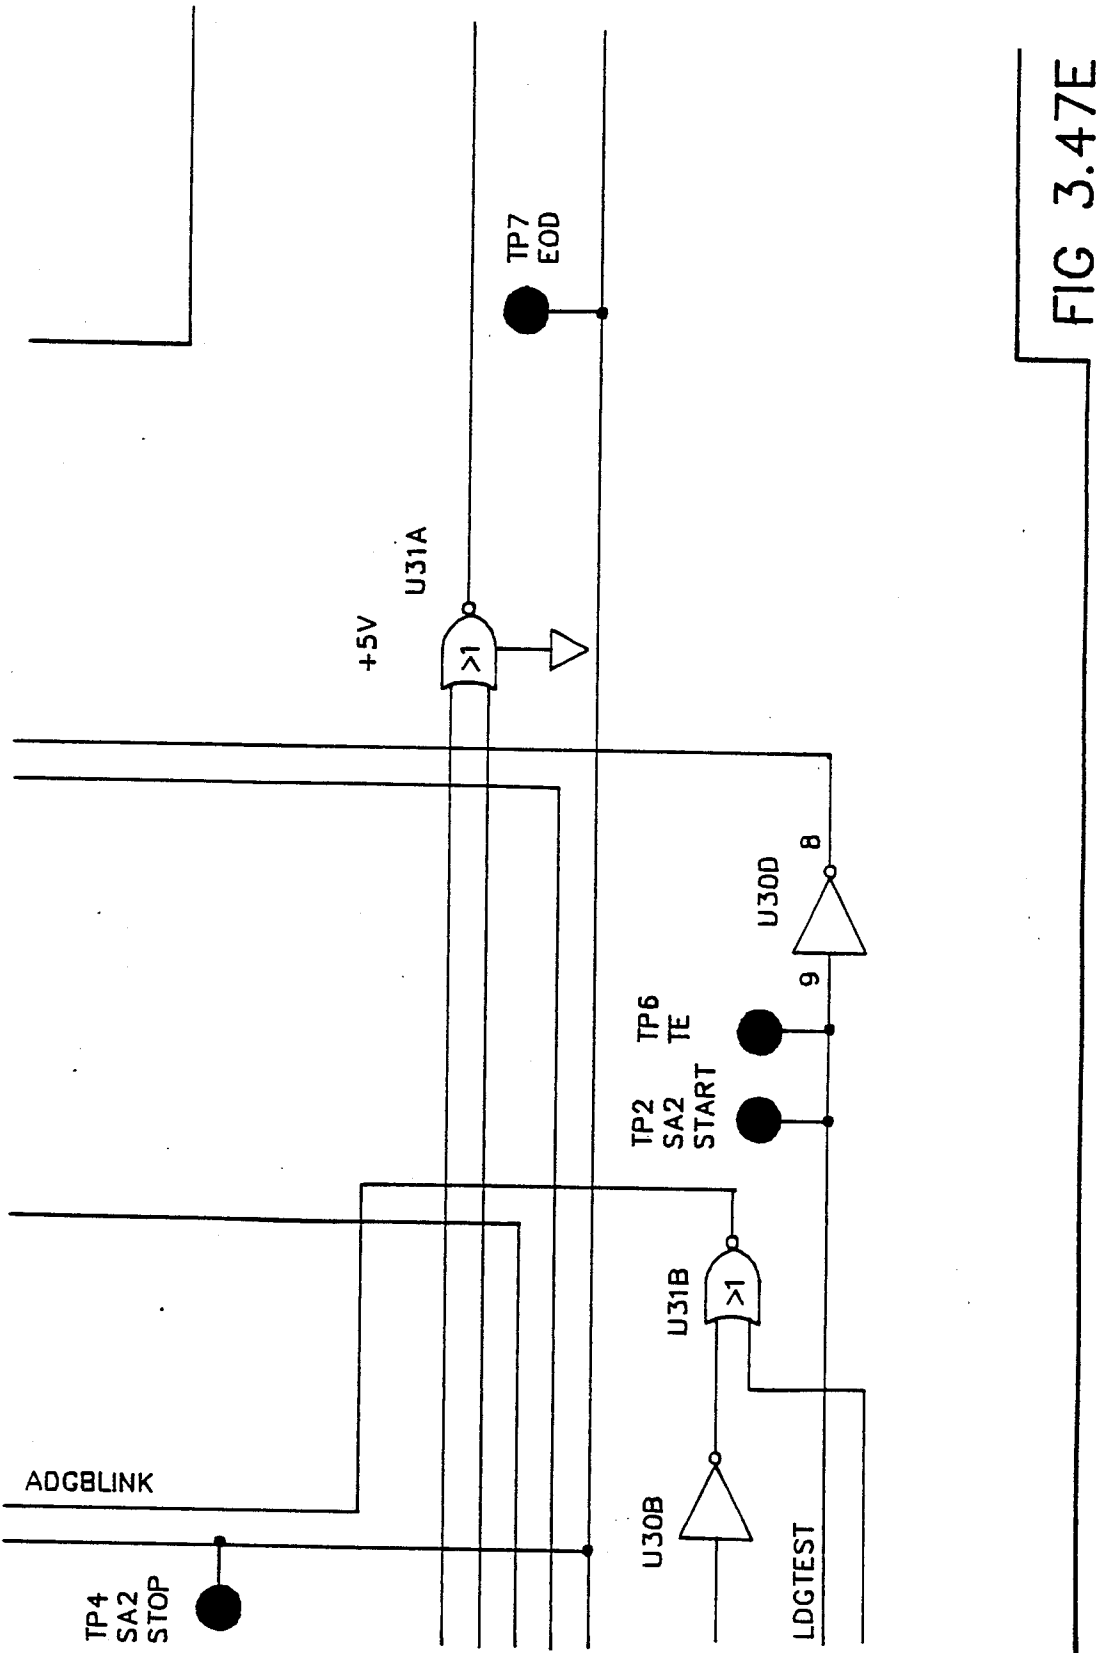 TP4
SA2
STOP
ADGBLINK
U30B
LDGTEST
U31B
>1
TP2
SA2
START
TP6
TE
9
U30D
8
+5V
U31A
>1
TP7
EOD
FIG 3.47E